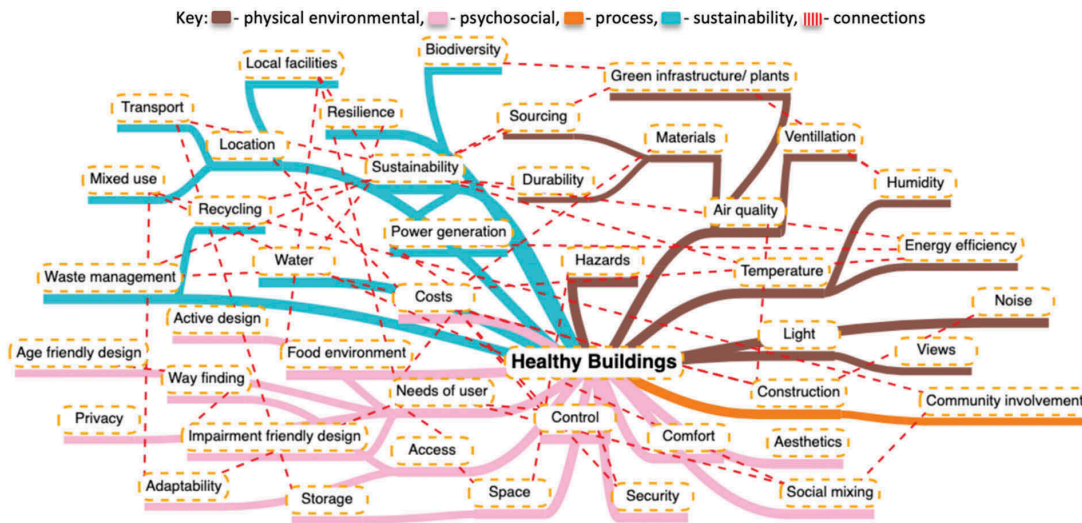 Key: - physical environmental, - psychosocial, - process, - sustainability, - connections
Biodiversity
Local facilities
Green infrastructure/ plants
Transport
Resilience
Sourcing
Materials
Ventillation
Location
Sustainability
Mixed use
Durability
Humidity
Recycling
Air quality
Power generation
Energy efficiency
Water
Hazards
Waste management
Temperature
Costs
Noise
Active design
Light
Age friendly design
Food environment
Healthy Buildings
Views
Way finding
Needs of user
Construction
Community involvement
Privacy
Control
Impairment friendly design
Comfort
Aesthetics
Access
Adaptability
Storage
Space
Security
Social mixing